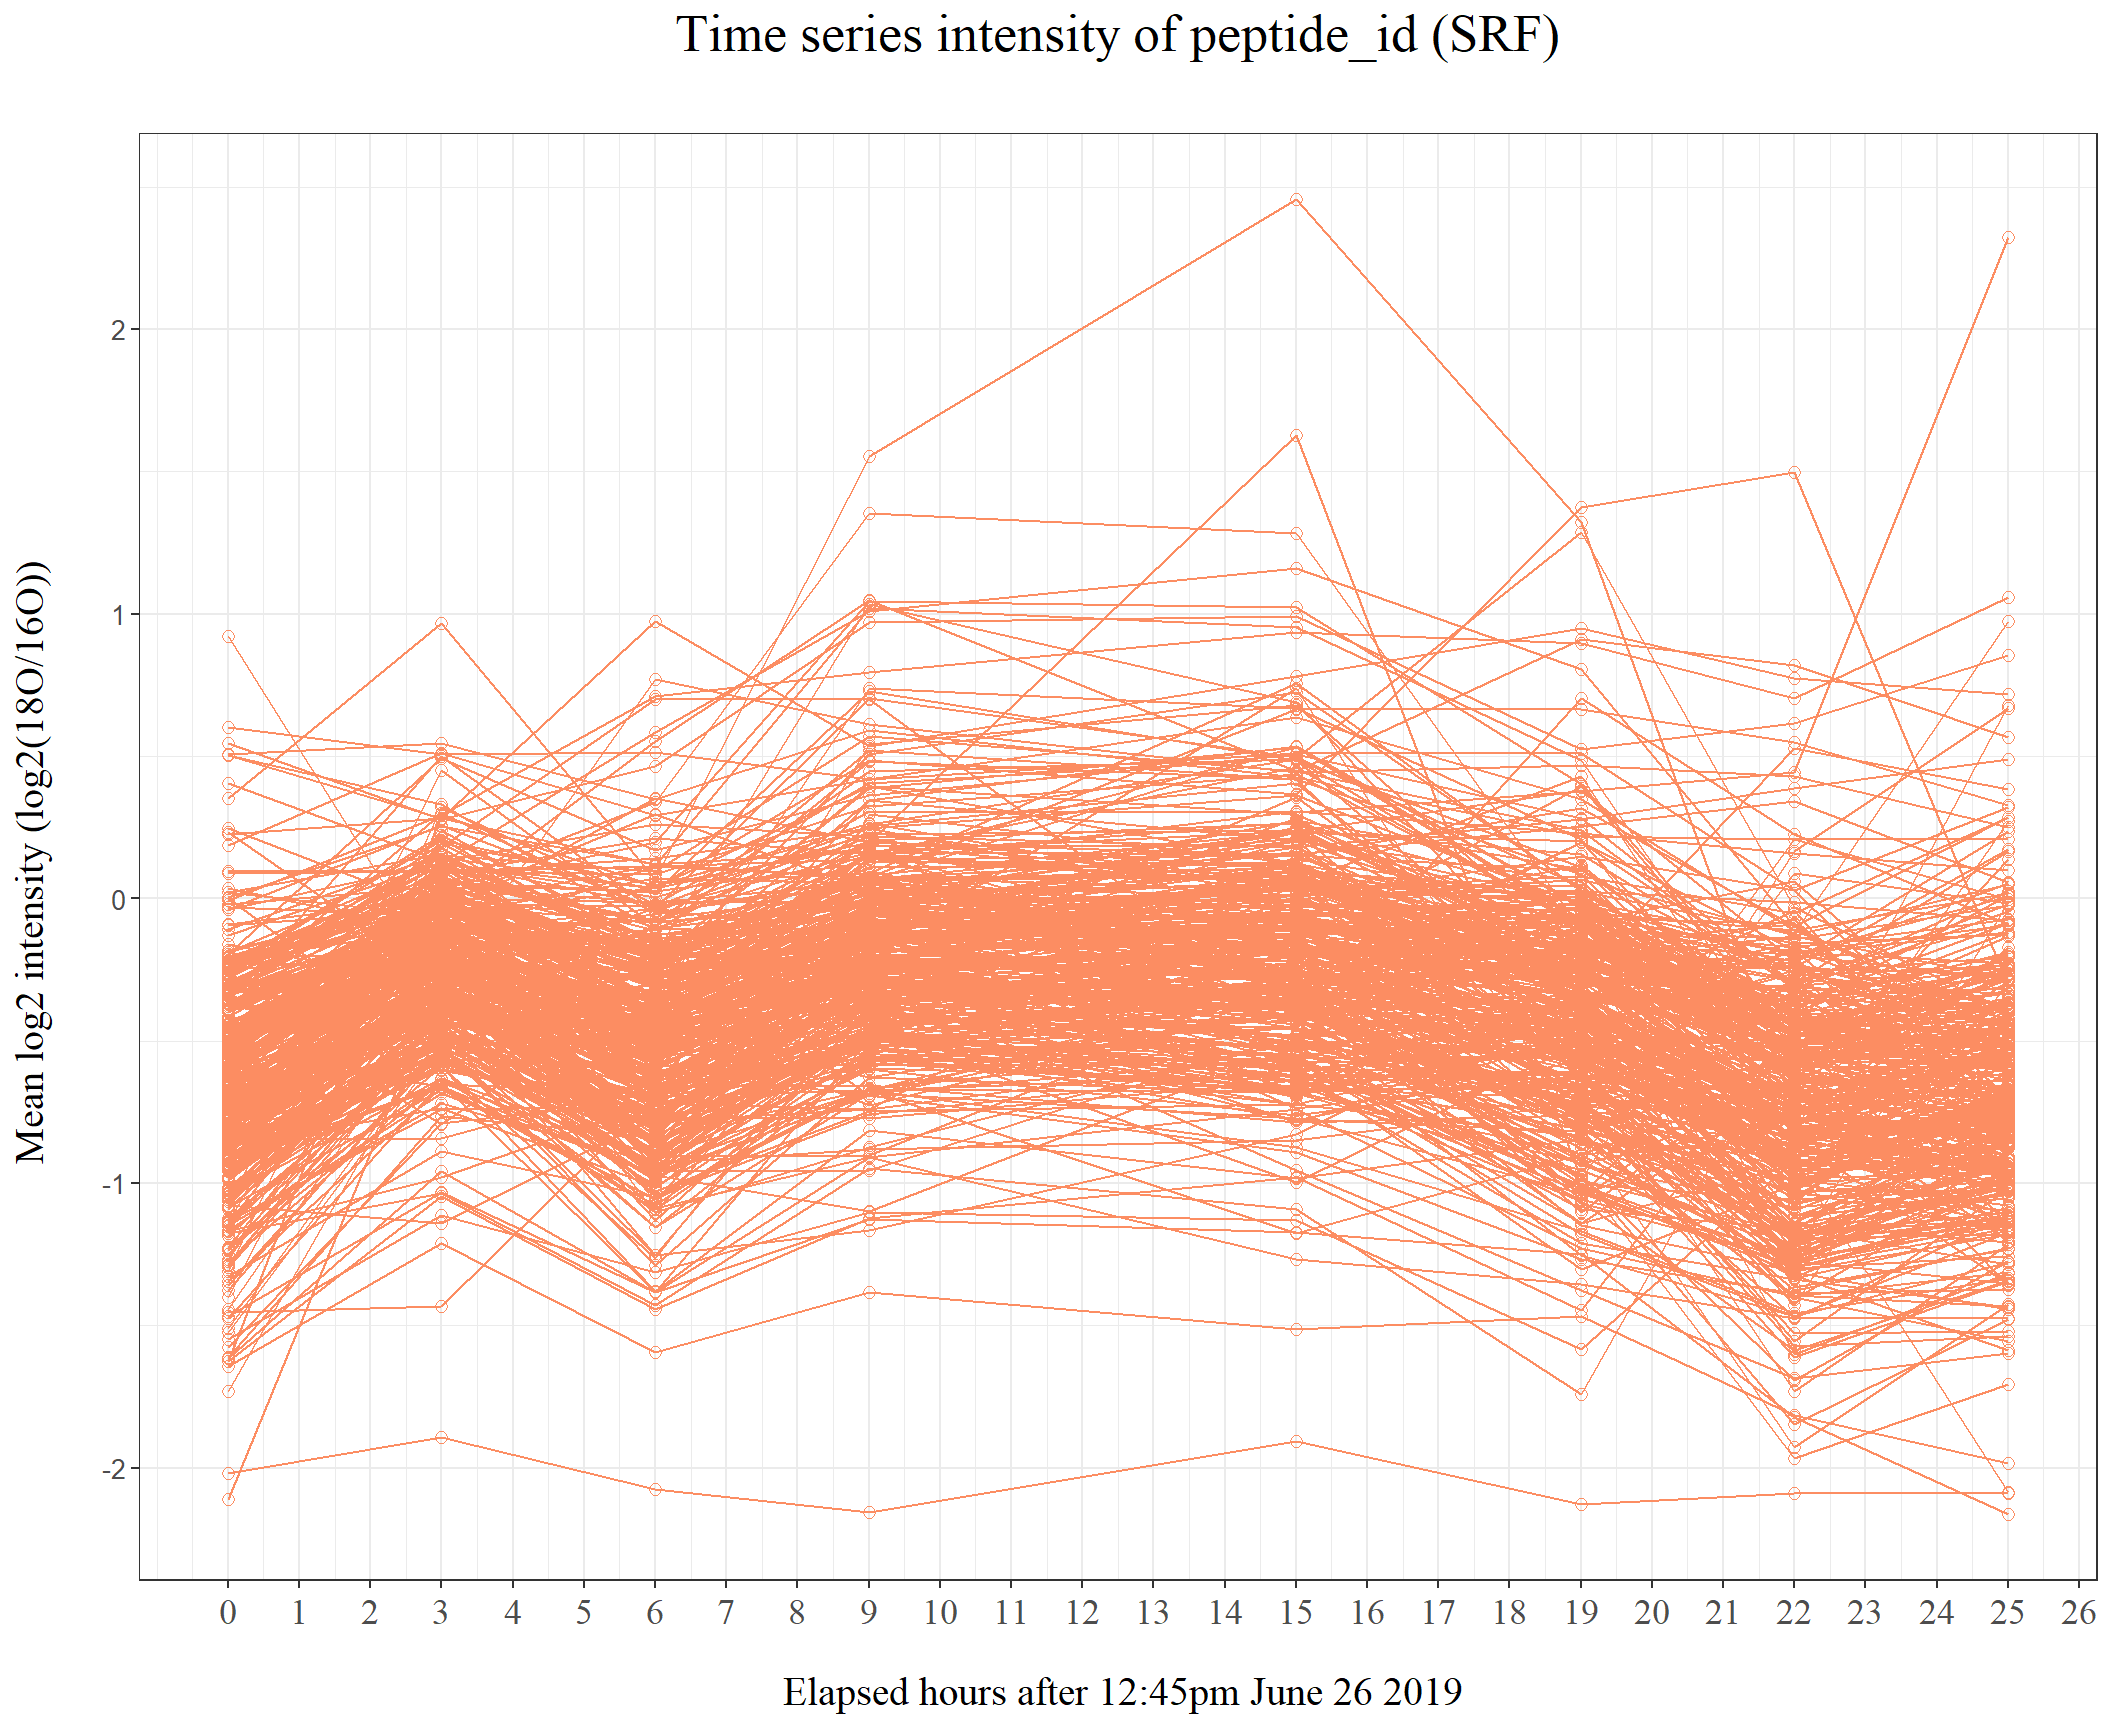 Time series intensity of peptide_id (SRF)
Mean log2 intensity (log2(18O/16O))
2
1
0
-1
-2
0 1 2 3 4 5 6 7 8 9 10 11 12 13 14 15 16 17 18 19 20 21 22 23 24 25 26
Elapsed hours after 12:45pm June 26 2019